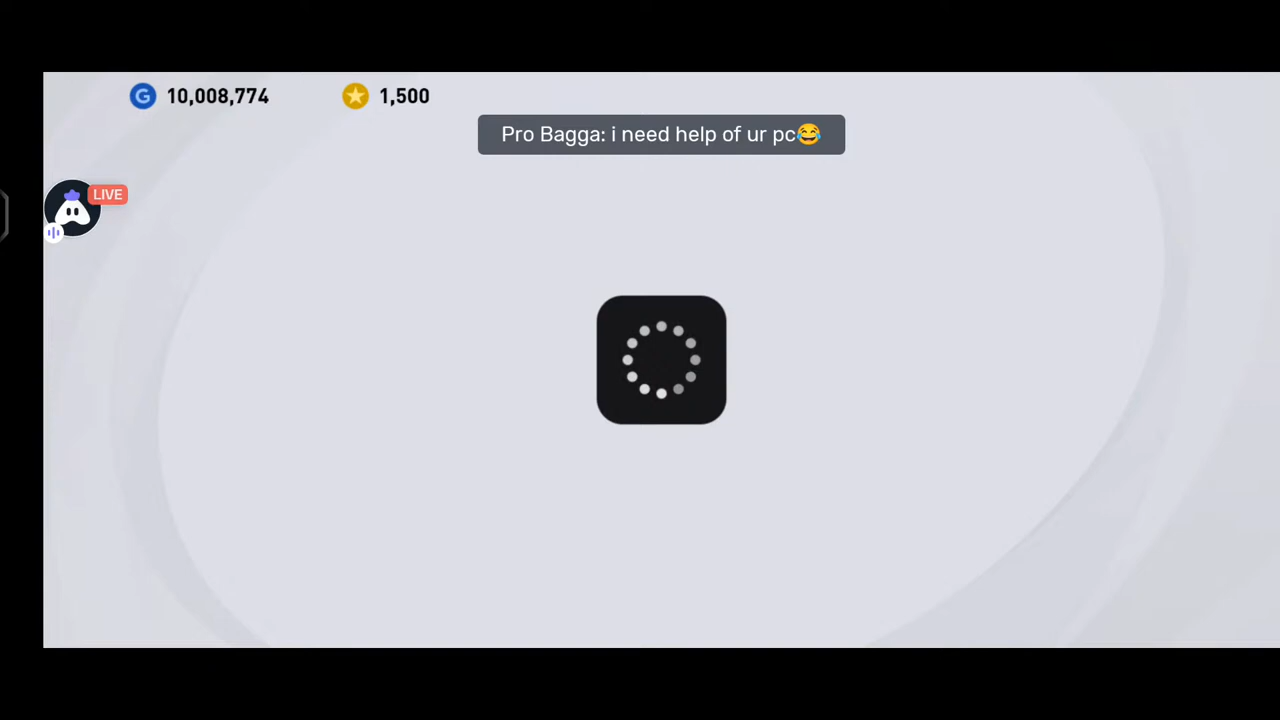 G 10,008,774 1,500
Pro Bagga: i need help of ur pc😂
LIVE